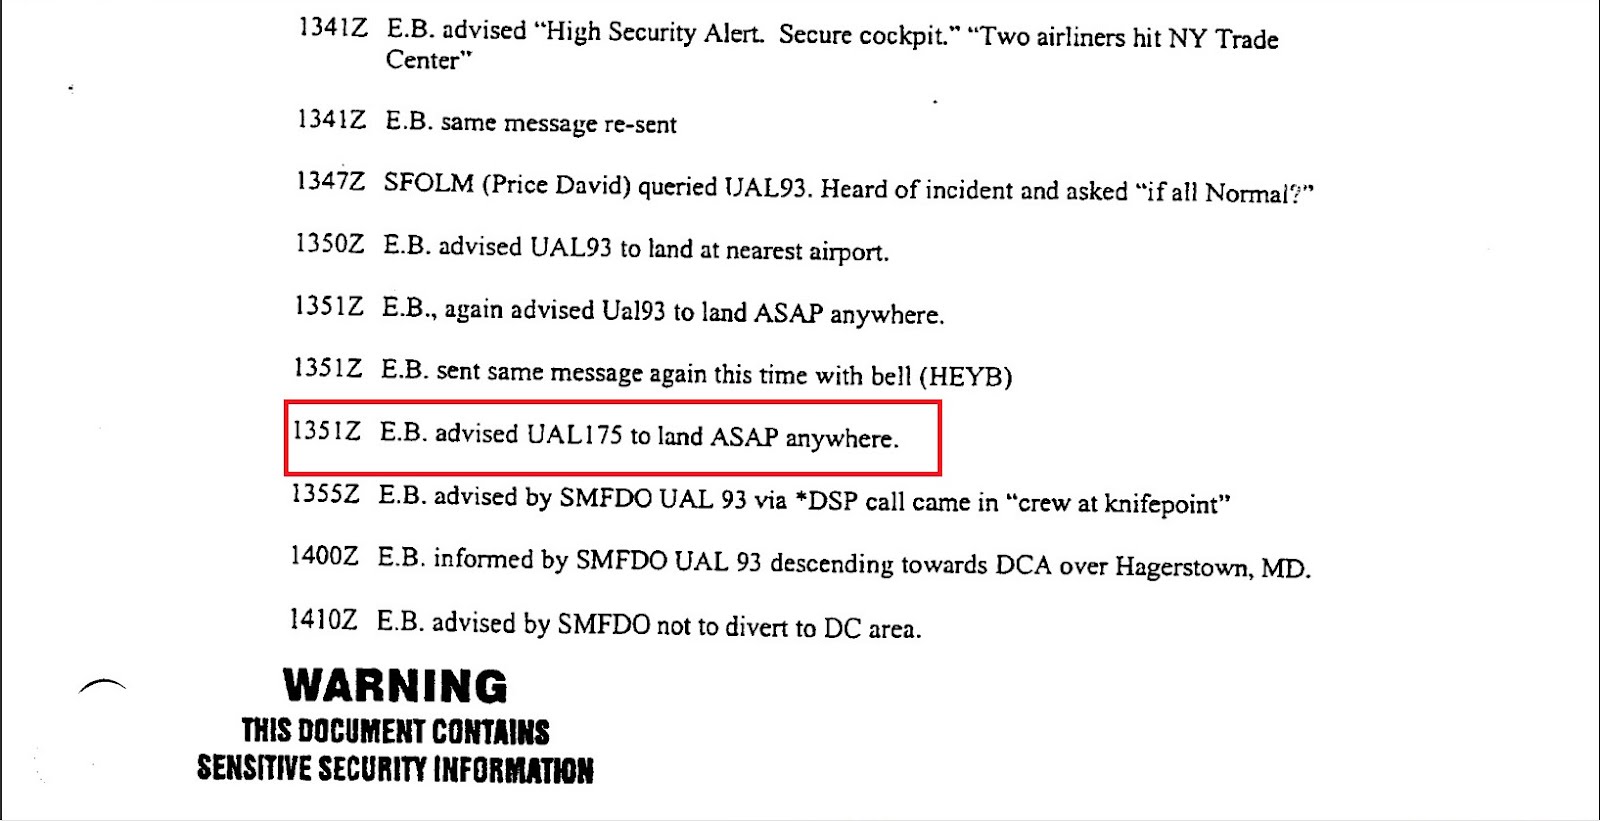 1341Z E.B. advised “High Security Alert. Secure cockpit.” “Two airliners hit NY Trade
Center”
1341Z E.B. same message re-sent
1347Z SFOLM (Price David) queried UAL93. Heard of incident and asked “if all Normal?”
1350Z E.B. advised UAL93 to land at nearest airport.
1351Z E.B., again advised Ual93 to land ASAP anywhere.
1351Z E.B. sent same message again this time with bell (HEYB)
1351Z E.B. advised UAL175 to land ASAP anywhere.
1355Z E.B. advised by SMFDO UAL 93 via *DSP call came in “crew at knifepoint”
1400Z E.B. informed by SMFDO UAL 93 descending towards DCA over Hagerstown, MD.
1410Z E.B. advised by SMFDO not to divert to DC area.
WARNING
THIS DOCUMENT CONTAINS
SENSITIVE SECURITY INFORMATION